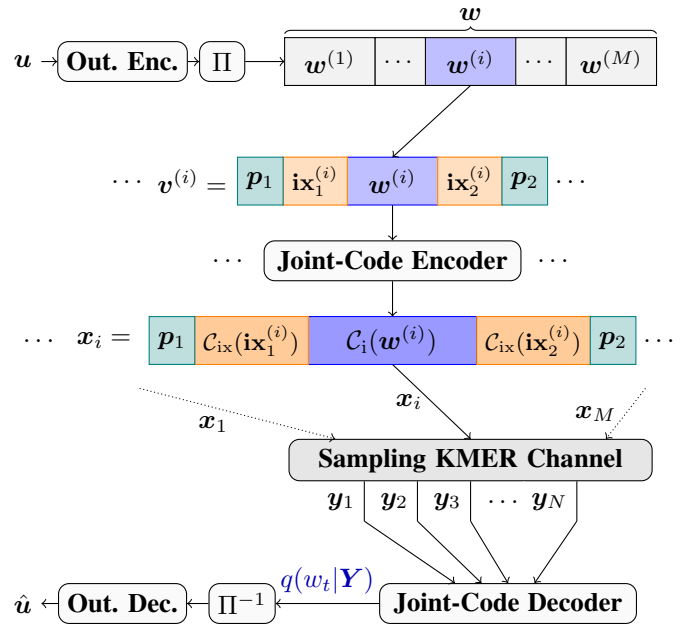 w
u Out. Enc. Π w^(1) ⋯ w^(i) ⋯ w^(M)
⋯ v^(i) = p_1 ix_1^(i) w^(i) ix_2^(i) p_2 ⋯
⋯ Joint-Code Encoder ⋯
⋯ x_i = p_1 C_ix(ix_1^(i)) C_i(w^(i)) C_ix(ix_2^(i)) p_2 ⋯
x_1 x_i x_M
Sampling KMER Channel
y_1 y_2 y_3 ⋯ y_N
q(w_t|Y)
û Out. Dec. Π^−1 Joint-Code Decoder